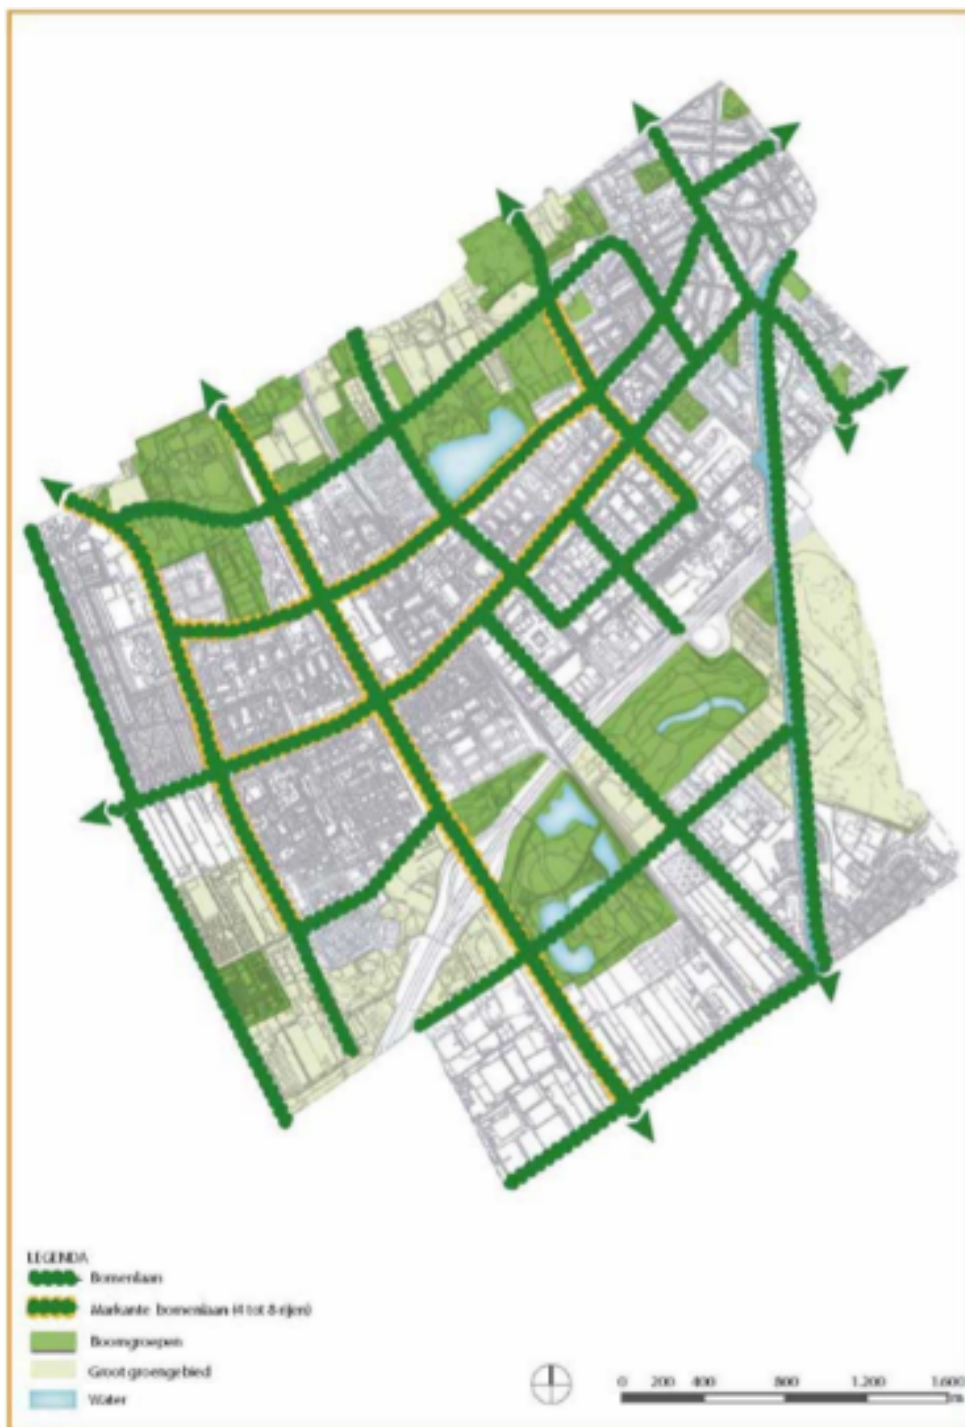 LEGENDA
Bomenlaan
Markante bomenlaan (4 tot 8-rijen)
Boomgroepen
Groot groengebied
Water
0 200 400 800 1.200 1.600
m